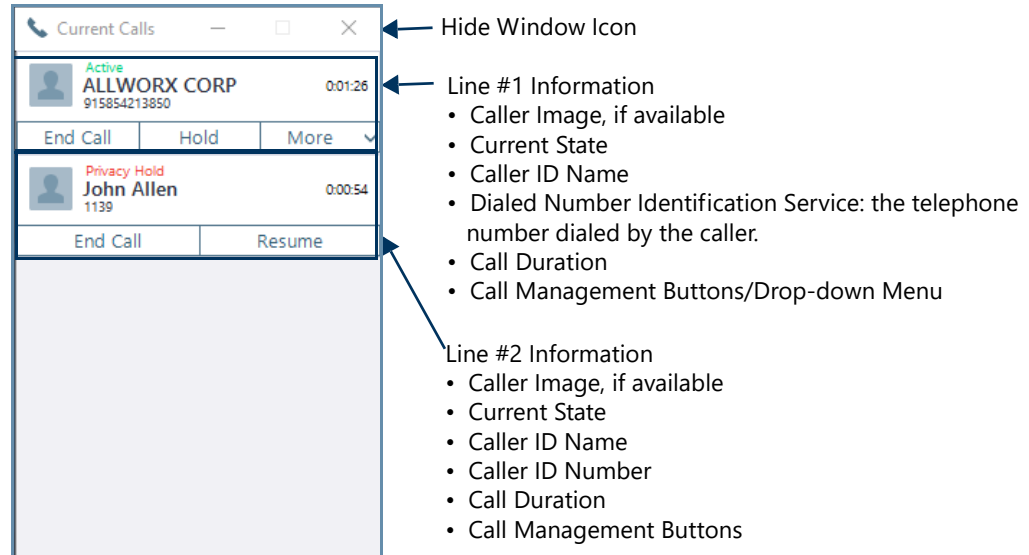 Current Calls
Hide Window Icon
Active
ALLWORX CORP
915854213850
0:01:26
End Call
Hold
More
Privacy Hold
John Allen
1139
0:00:54
End Call
Resume
Line #1 Information
• Caller Image, if available
• Current State
• Caller ID Name
• Dialed Number Identification Service: the telephone
number dialed by the caller.
• Call Duration
• Call Management Buttons/Drop-down Menu
Line #2 Information
• Caller Image, if available
• Current State
• Caller ID Name
• Caller ID Number
• Call Duration
• Call Management Buttons